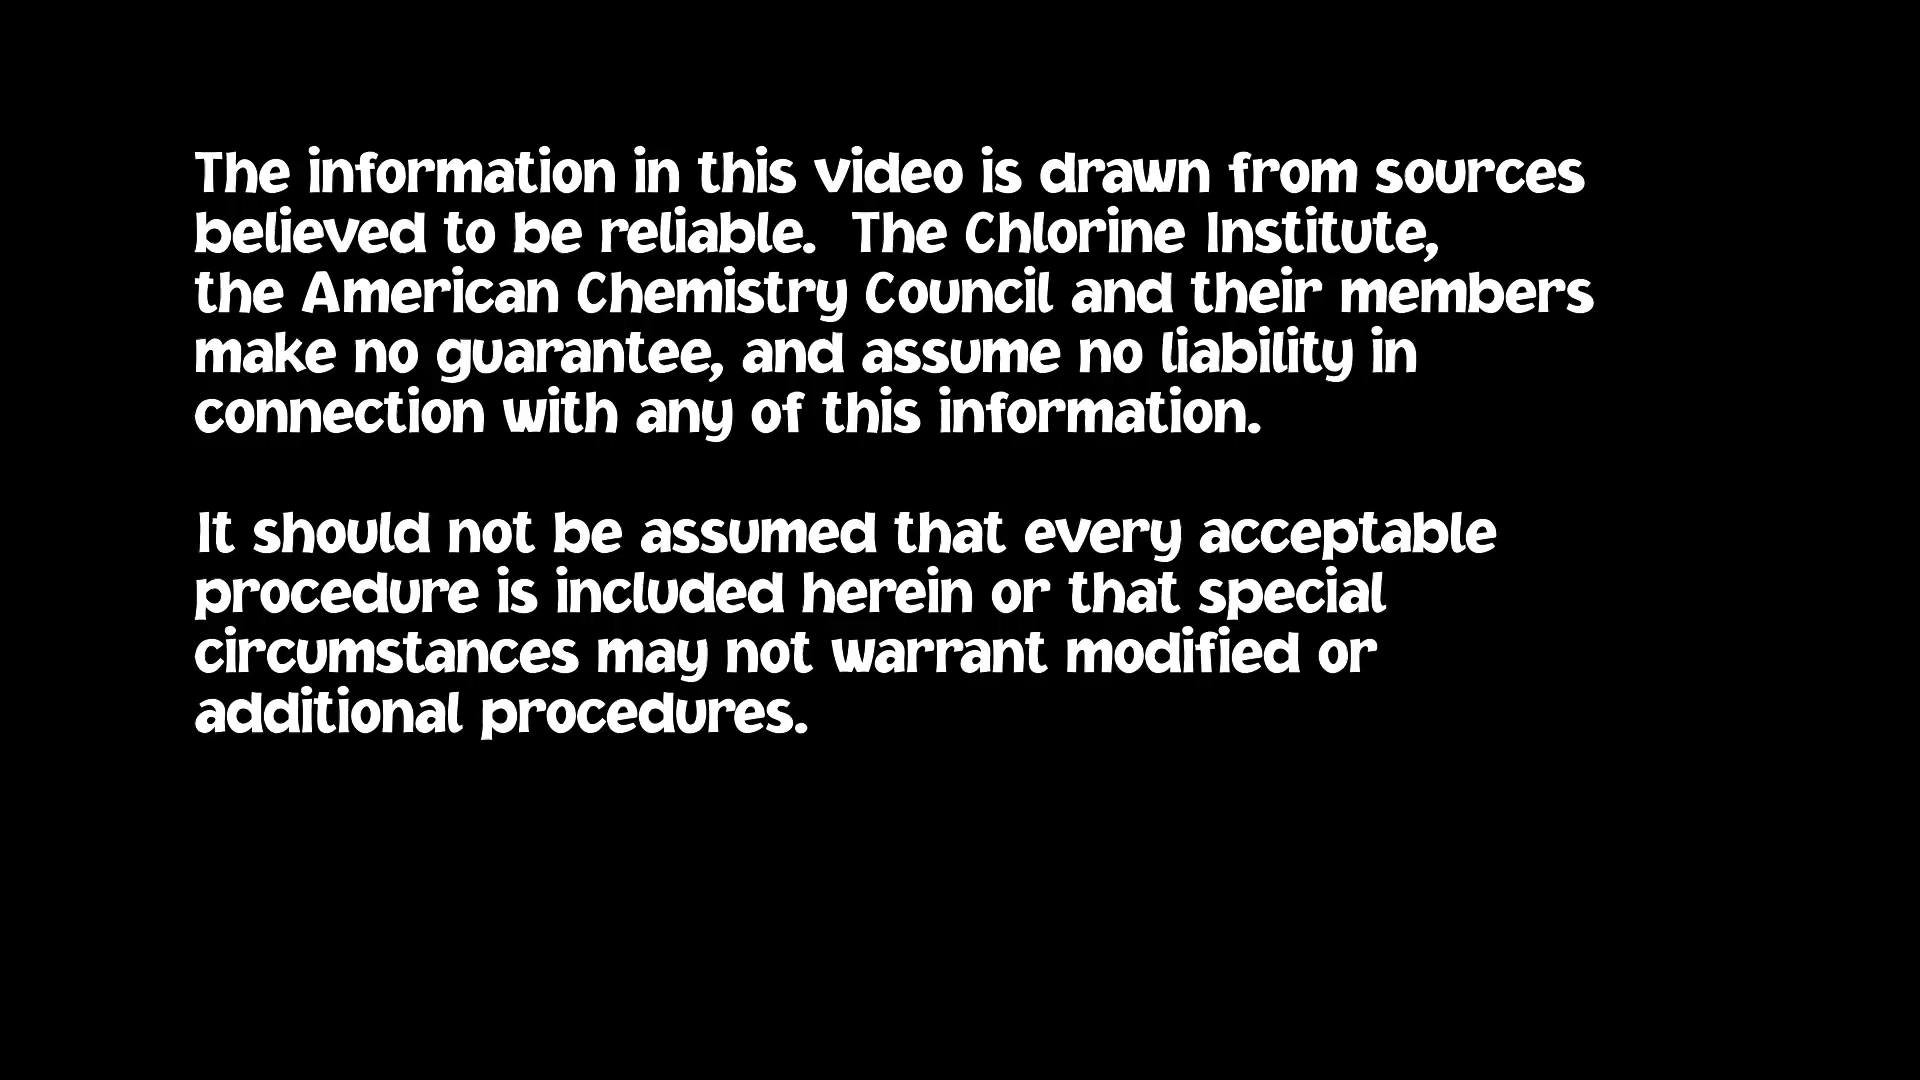 The information in this video is drawn from sources
believed to be reliable.  The Chlorine Institute,
the American Chemistry Council and their members
make no guarantee, and assume no liability in
connection with any of this information.
It should not be assumed that every acceptable
procedure is included herein or that special
circumstances may not warrant modified or
additional procedures.